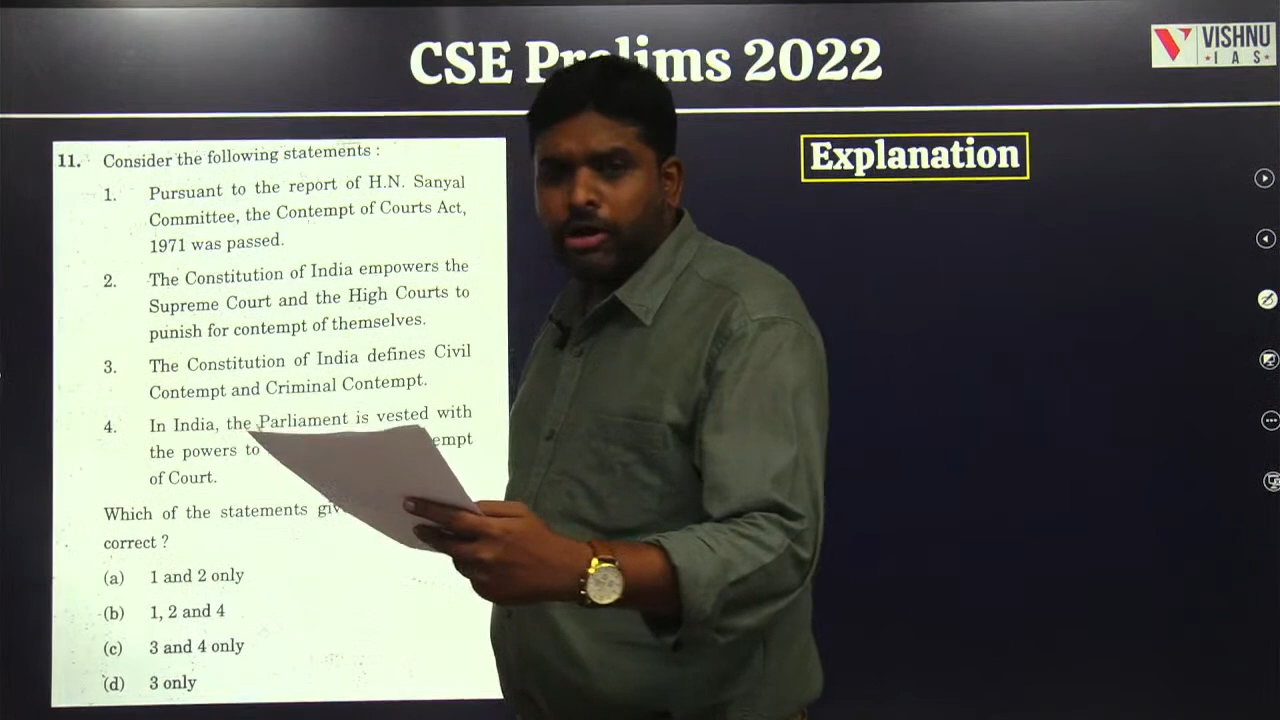 CSE Prelims 2022
VISHNU
IAS
Explanation
11. Consider the following statements :
1. Pursuant to the report of H.N. Sanyal
Committee, the Contempt of Courts Act,
1971 was passed.
2. The Constitution of India empowers the
Supreme Court and the High Courts to
punish for contempt of themselves.
3. The Constitution of India defines Civil
Contempt and Criminal Contempt.
4. In India, the Parliament is vested with
the powers to
of Court.
Which of the statements
correct ?
(a) 1 and 2 only
(b) 1, 2 and 4
(c) 3 and 4 only
(d) 3 only